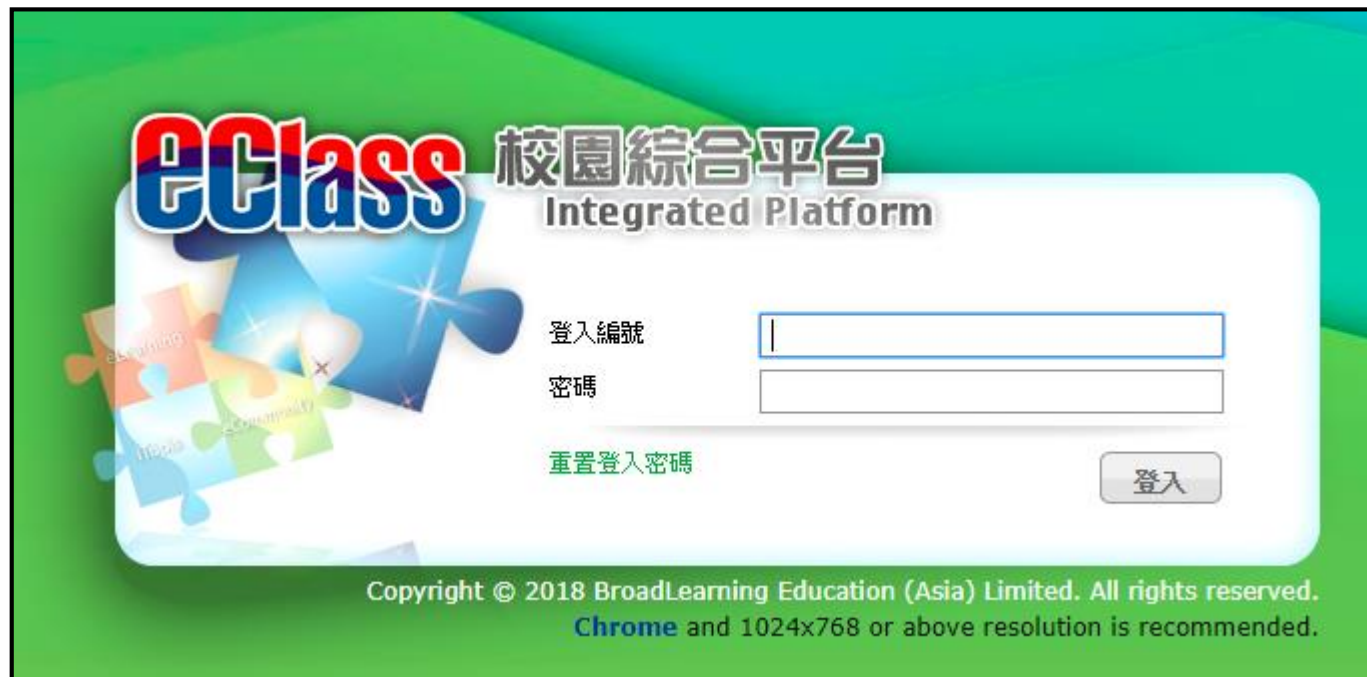 eClass 校園綜合平台
Integrated Platform
登入編號
密碼
eLearning
eCommunity
重置登入密碼
登入
Copyright © 2018 BroadLearning Education (Asia) Limited. All rights reserved.
Chrome and 1024x768 or above resolution is recommended.